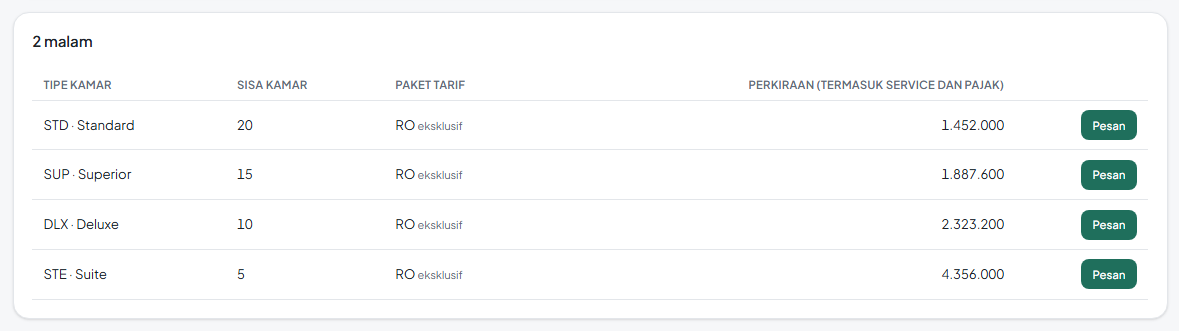 2 malam
TIPE KAMAR SISA KAMAR PAKET TARIF PERKIRAAN (TERMASUK SERVICE DAN PAJAK)
STD · Standard 20 RO eksklusif 1.452.000 Pesan
SUP · Superior 15 RO eksklusif 1.887.600 Pesan
DLX · Deluxe 10 RO eksklusif 2.323.200 Pesan
STE · Suite 5 RO eksklusif 4.356.000 Pesan